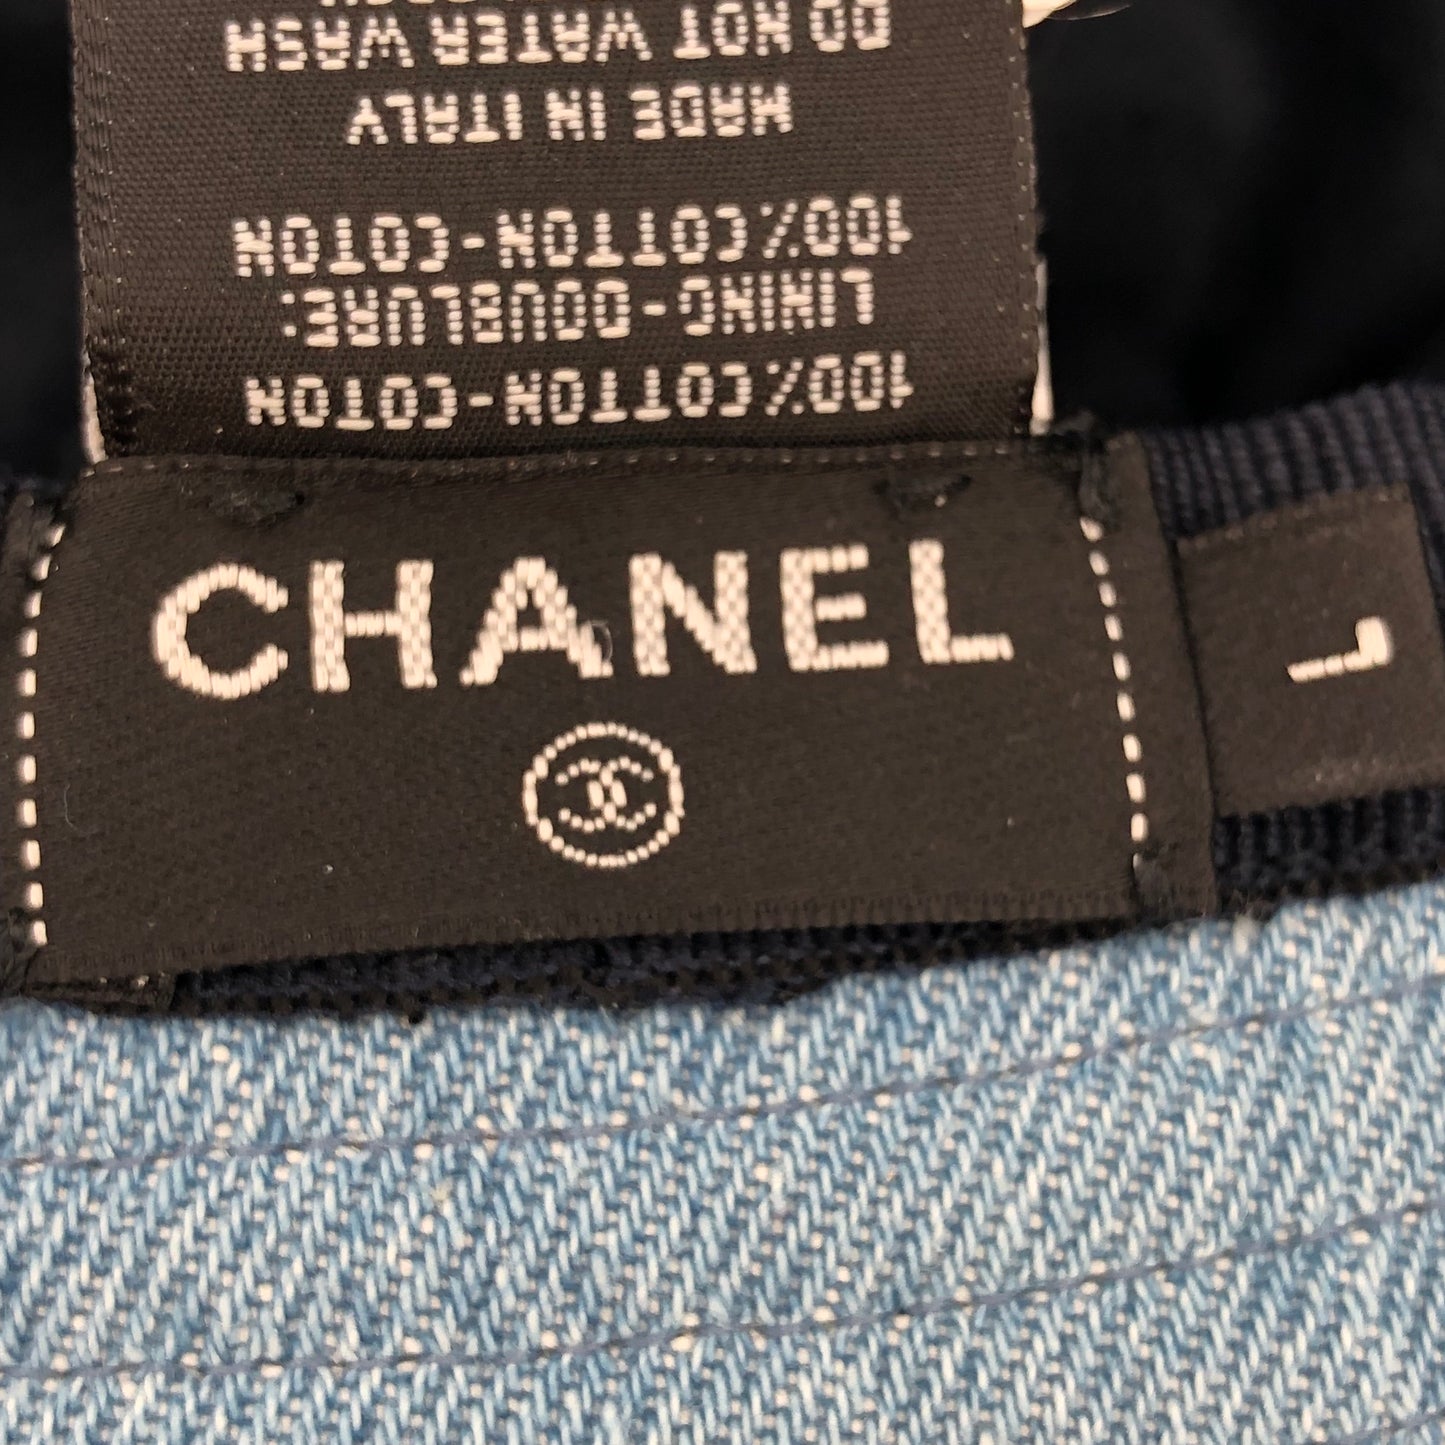 100%COTTON-COTON
LINING-DOUBLURE:
100%COTTON-COTON
MADE IN ITALY
DO NOT WATER WASH
CHANEL
L